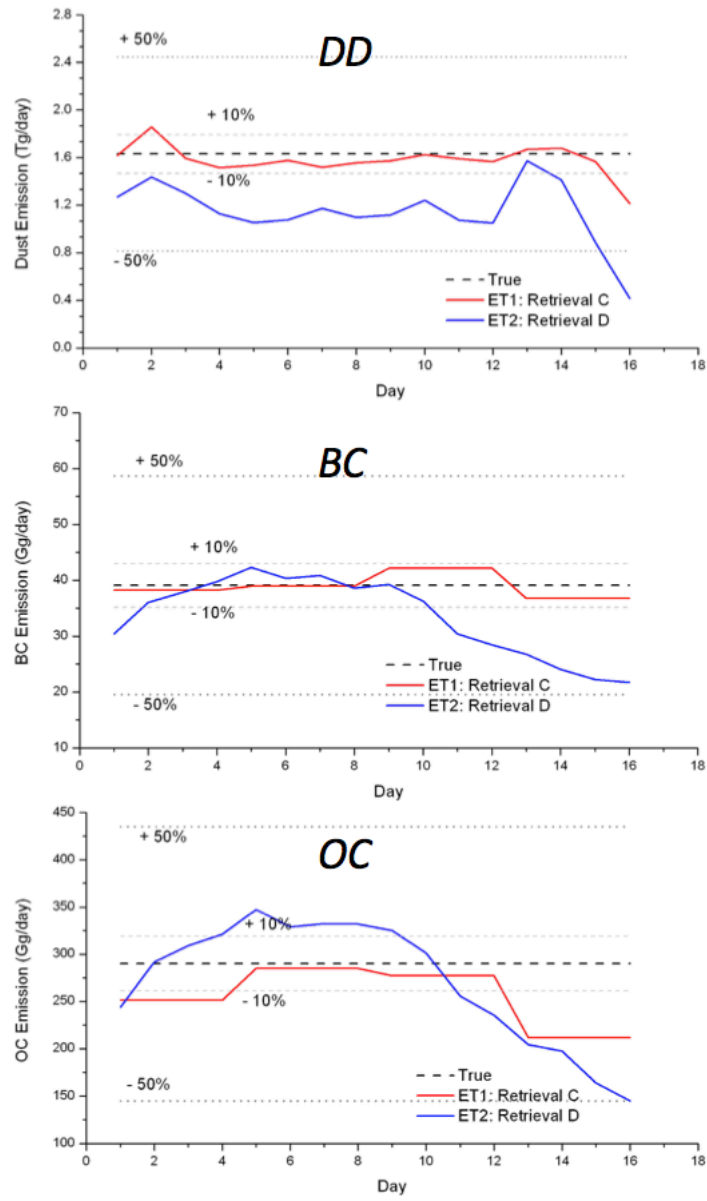 DD
Dust Emission (Tg/day)
2.8
2.4
2.0
1.6
1.2
0.8
0.4
0.0
+ 50%
+ 10%
- 10%
- 50%
True
ET1: Retrieval C
ET2: Retrieval D
0 2 4 6 8 10 12 14 16 18
Day
BC
BC Emission (Gg/day)
70
60
50
40
30
20
10
+ 50%
+ 10%
- 10%
- 50%
True
ET1: Retrieval C
ET2: Retrieval D
0 2 4 6 8 10 12 14 16 18
Day
OC
OC Emission (Gg/day)
450
400
350
300
250
200
150
100
+ 50%
+ 10%
- 10%
- 50%
True
ET1: Retrieval C
ET2: Retrieval D
0 2 4 6 8 10 12 14 16 18
Day